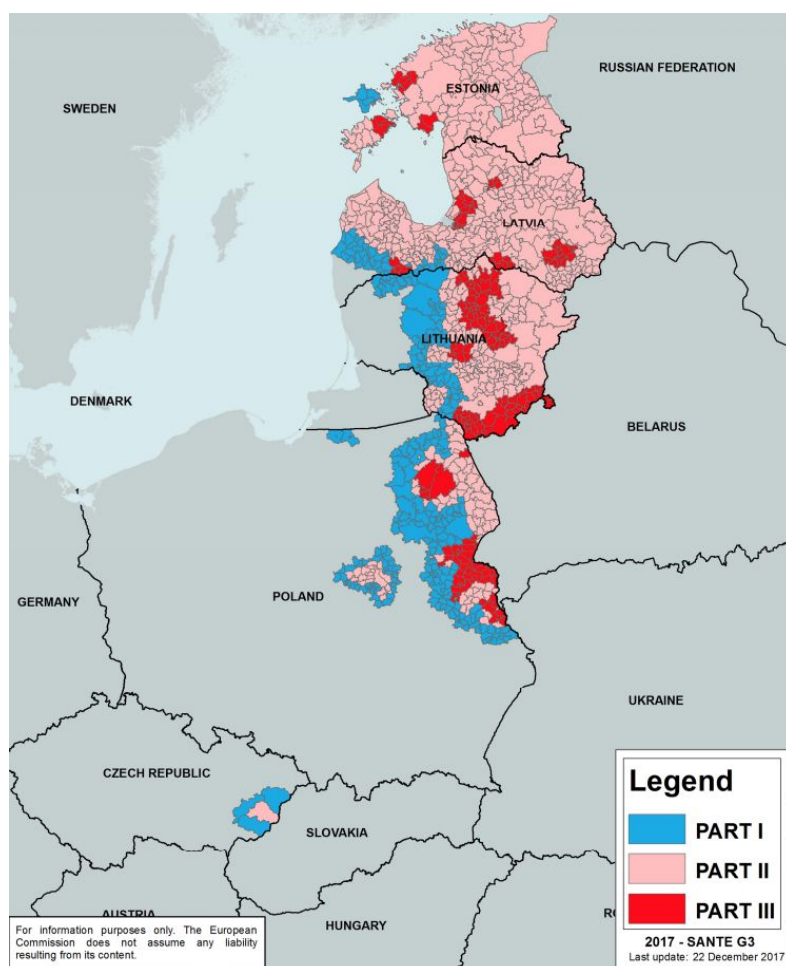 RUSSIAN FEDERATION
SWEDEN
ESTONIA
LATVIA
LITHUANIA
DENMARK
BELARUS
GERMANY
POLAND
UKRAINE
CZECH REPUBLIC
SLOVAKIA
AUSTRIA
HUNGARY
RO
Legend
PART I
PART II
PART III
2017 - SANTE G3
Last update: 22 December 2017
For information purposes only. The European
Commission does not assume any liability
resulting from its content.